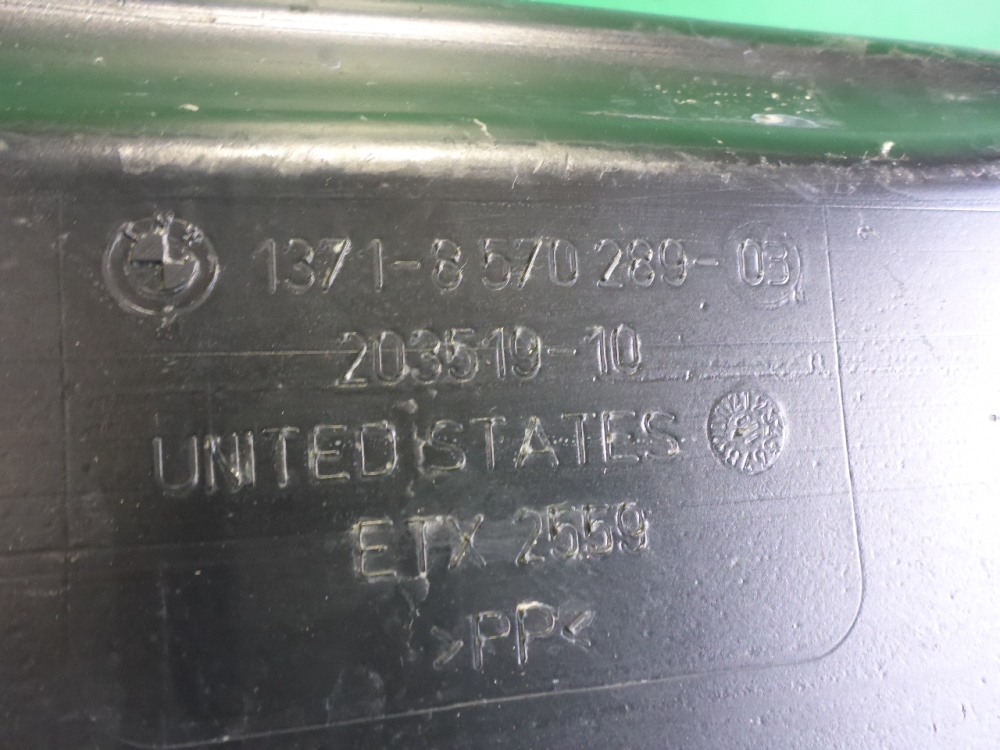 1371-8 570 289-03
203519-10
UNITED STATES
ETX 2559
>PP<